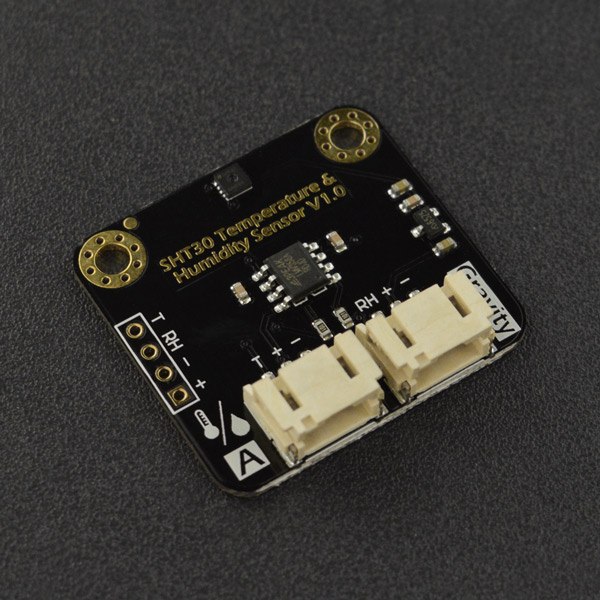 SHT30 Temperature &
Humidity Sensor V1.0
T
RH
-
+
T + -
RH + -
Gravity
A